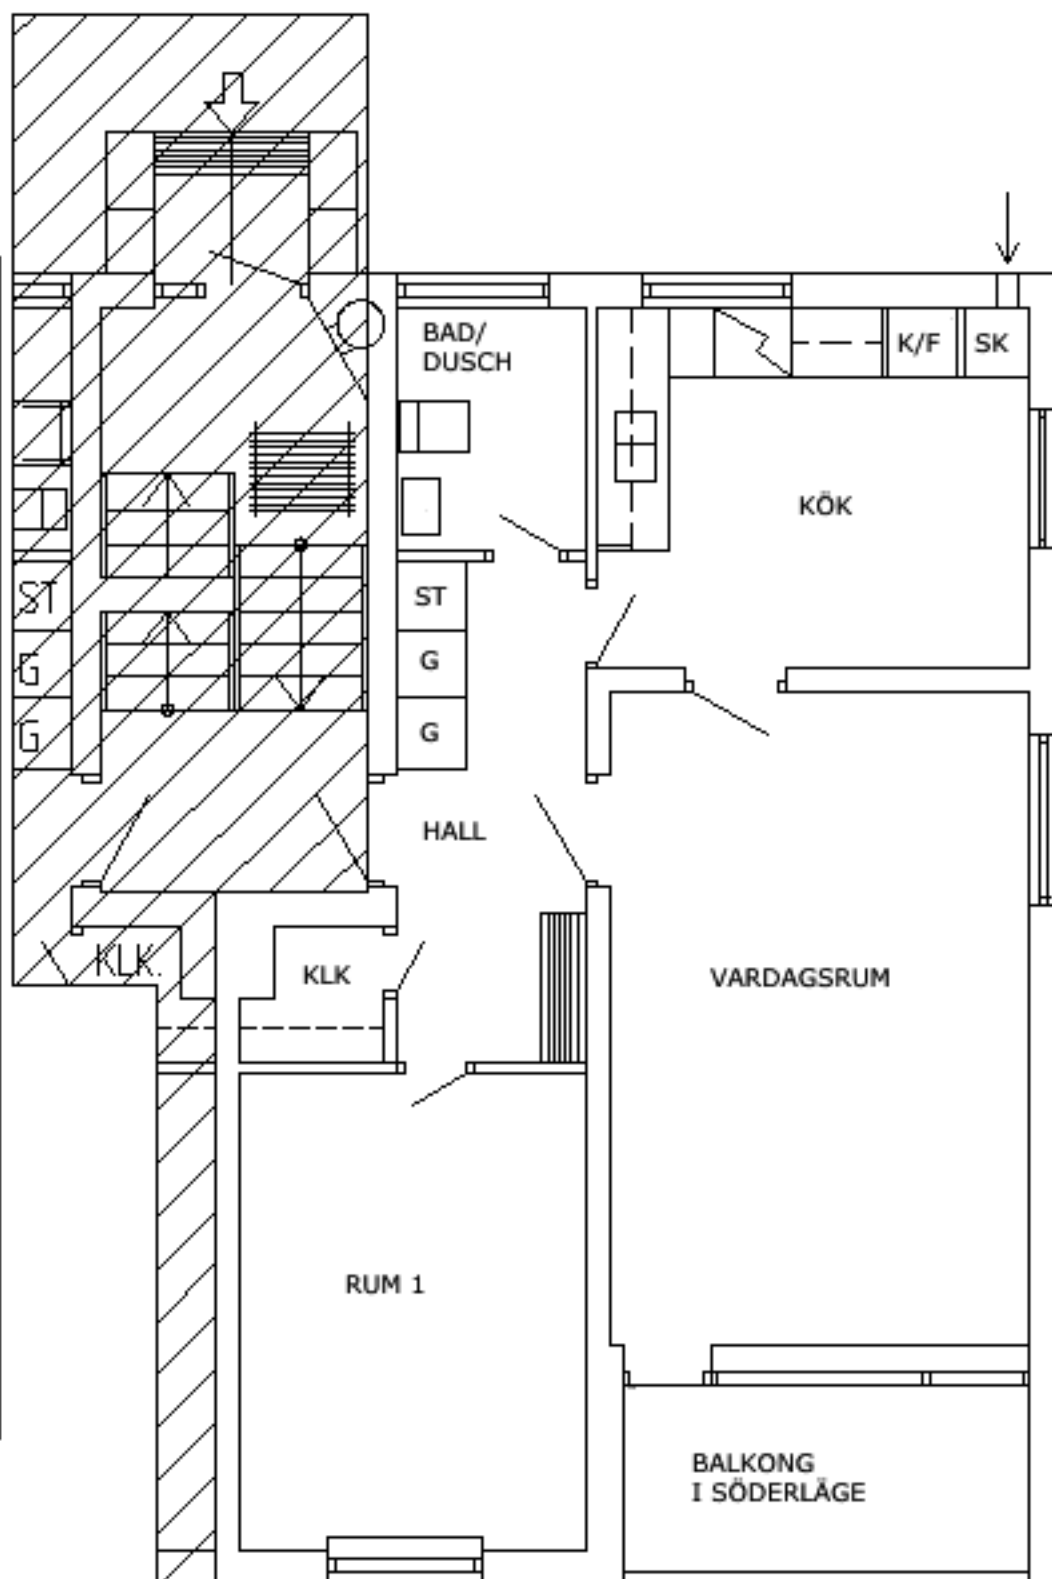 BAD/
DUSCH
K/F
SK
KÖK
ST
G
G
ST
G
G
HALL
KLK.
KLK
VARDAGSRUM
RUM 1
BALKONG
I SÖDERLÄGE